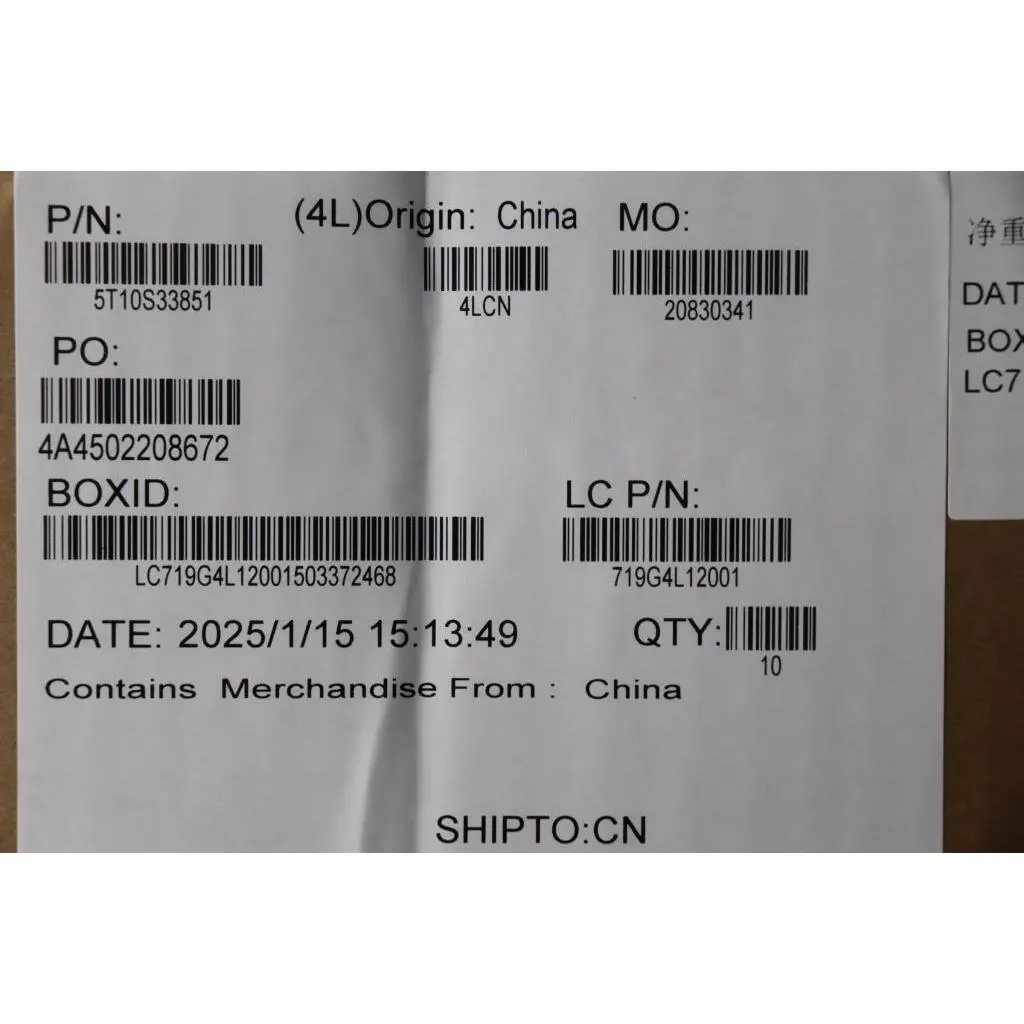 P/N: (4L)Origin: China MO:
5T10S33851 4LCN 20830341
PO:
4A4502208672
BOXID: LC P/N:
LC719G4L12001503372468 719G4L12001
DATE: 2025/1/15 15:13:49 QTY:
10
Contains Merchandise From : China
SHIPTO:CN
净重
DAT
BOX
LC7